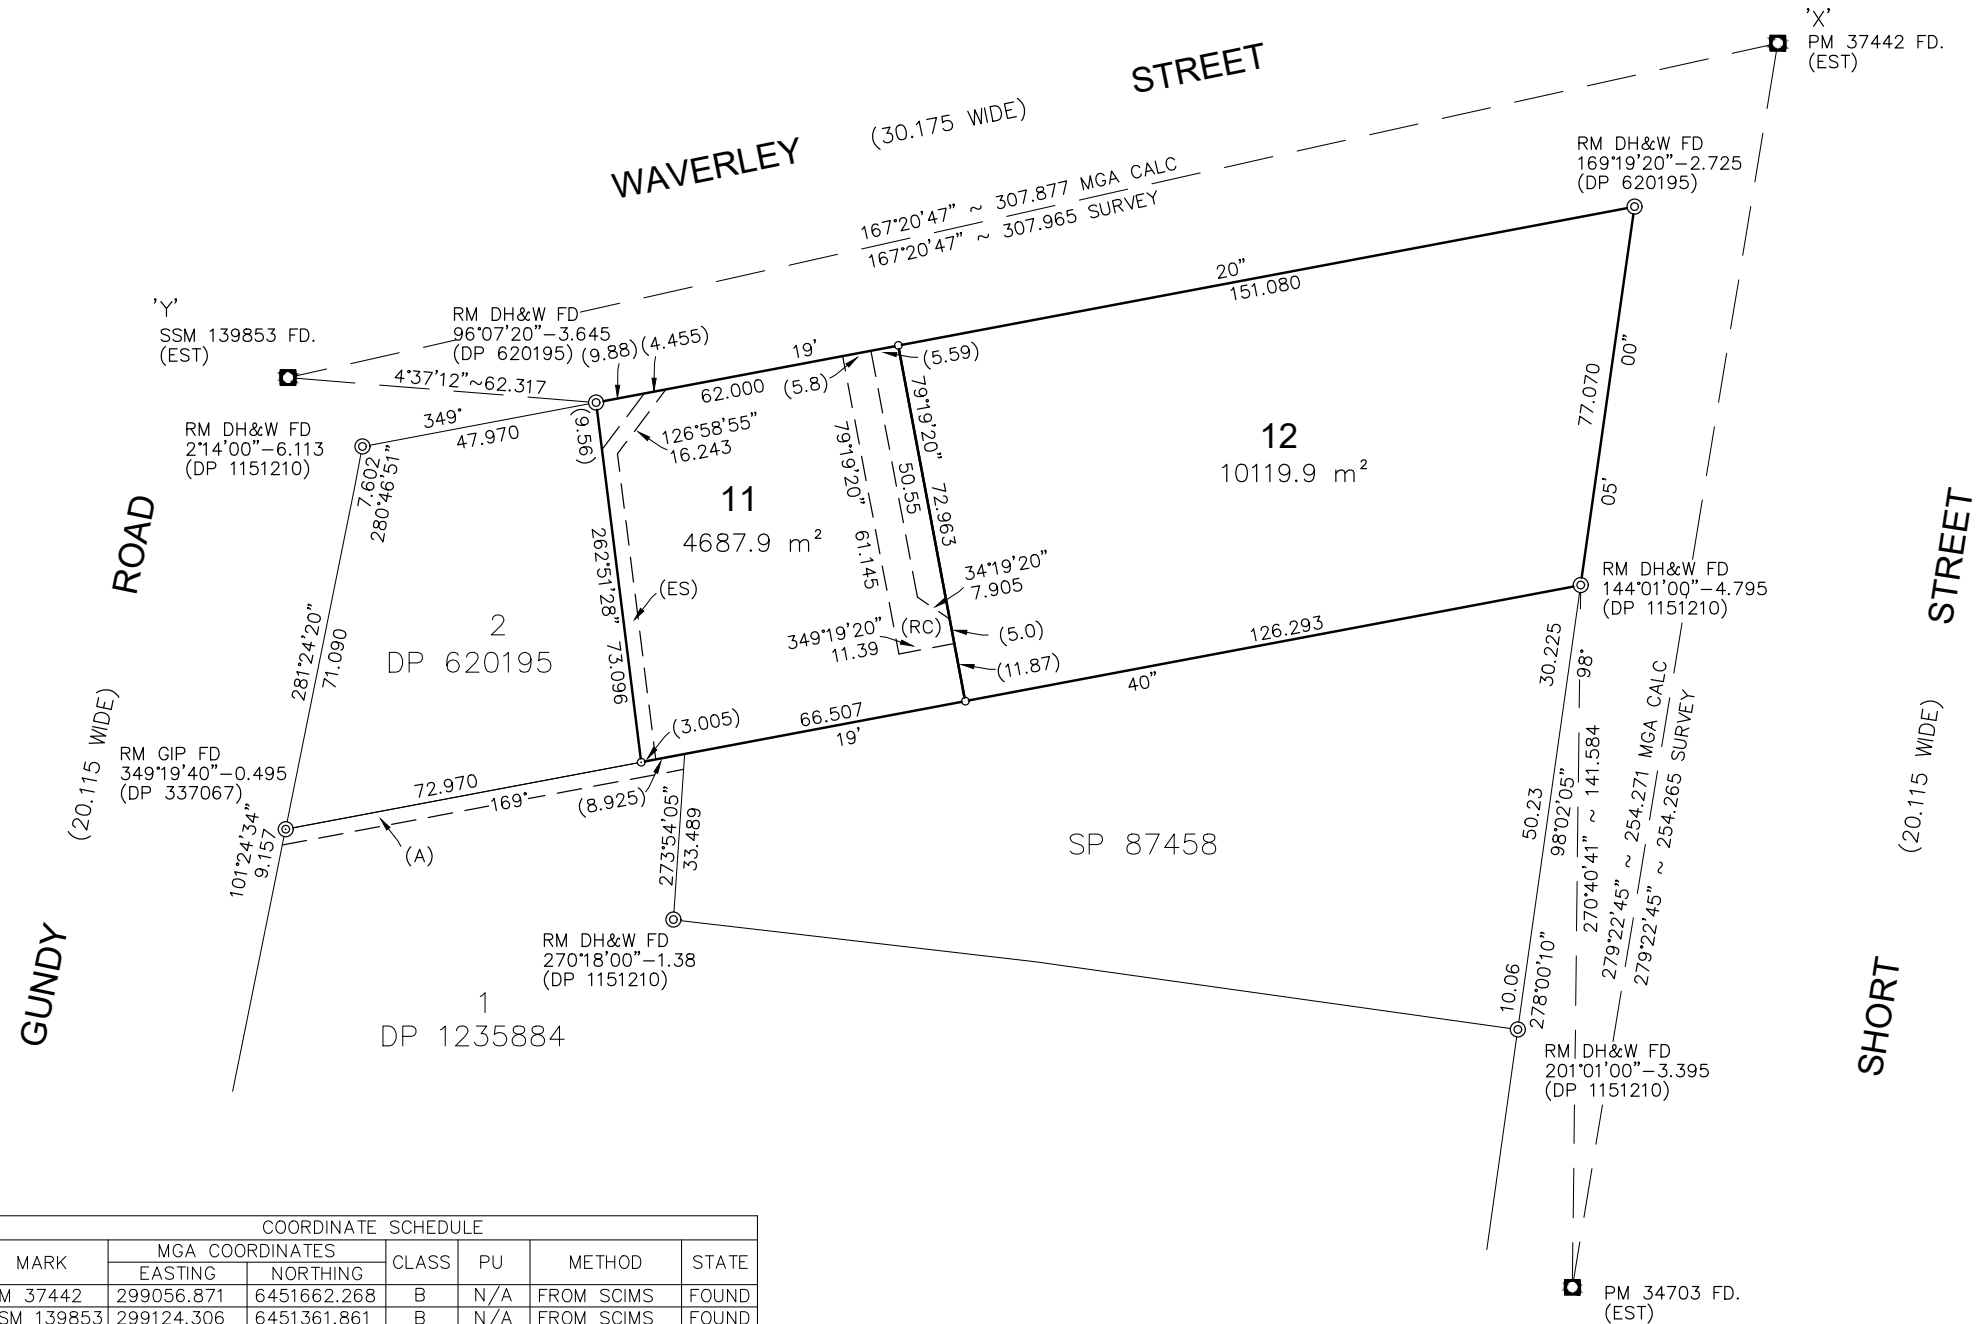 'X'
PM 37442 FD.
(EST)
WAVERLEY STREET
(30.175 WIDE)
RM DH&W FD
169°19'20"−2.725
(DP 620195)
167°20'47" ~ 307.877 MGA CALC
167°20'47" ~ 307.965 SURVEY
'Y'
SSM 139853 FD.
(EST)
RM DH&W FD
96°07'20"−3.645
(DP 620195)
(9.88)
(4.455)
4°37'12"~62.317
349°
47.970
19'
62.000
(5.8)
(5.59)
20"
151.080
00"
77.070
05'
RM DH&W FD
2°14'00"−6.113
(DP 1151210)
7.602
280°46'51"
(9.56)
126°58'55"
16.243
11
4687.9 m²
79°19'20"
61.145
50.55
79°19'20"
72.963
12
10119.9 m²
ROAD
GUNDY
(20.115 WIDE)
281°24'20"
71.090
2
DP 620195
262°51'28"
73.096
(ES)
34°19'20"
7.905
349°19'20"
11.39
(RC)
(5.0)
(11.87)
126.293
40"
RM DH&W FD
144°01'00"−4.795
(DP 1151210)
STREET
SHORT
(20.115 WIDE)
RM GIP FD
349°19'40"−0.495
(DP 337067)
101°24'34"
9.157
72.970
169°
(A)
(3.005)
(8.925)
66.507
19'
273°54'05"
33.489
SP 87458
30.225
98°
50.23
98°02'05"
270°40'41" ~ 141.584
279°22'45" ~ 254.271 MGA CALC
279°22'45" ~ 254.265 SURVEY
RM DH&W FD
270°18'00"−1.38
(DP 1151210)
1
DP 1235884
10.06
278°00'10"
RM DH&W FD
201°01'00"−3.395
(DP 1151210)
PM 34703 FD.
(EST)
COORDINATE SCHEDULE
MARK MGA COORDINATES CLASS PU METHOD STATE
EASTING NORTHING
M 37442 299056.871 6451662.268 B N/A FROM SCIMS FOUND
SM 139853 299124.306 6451361.861 B N/A FROM SCIMS FOUND